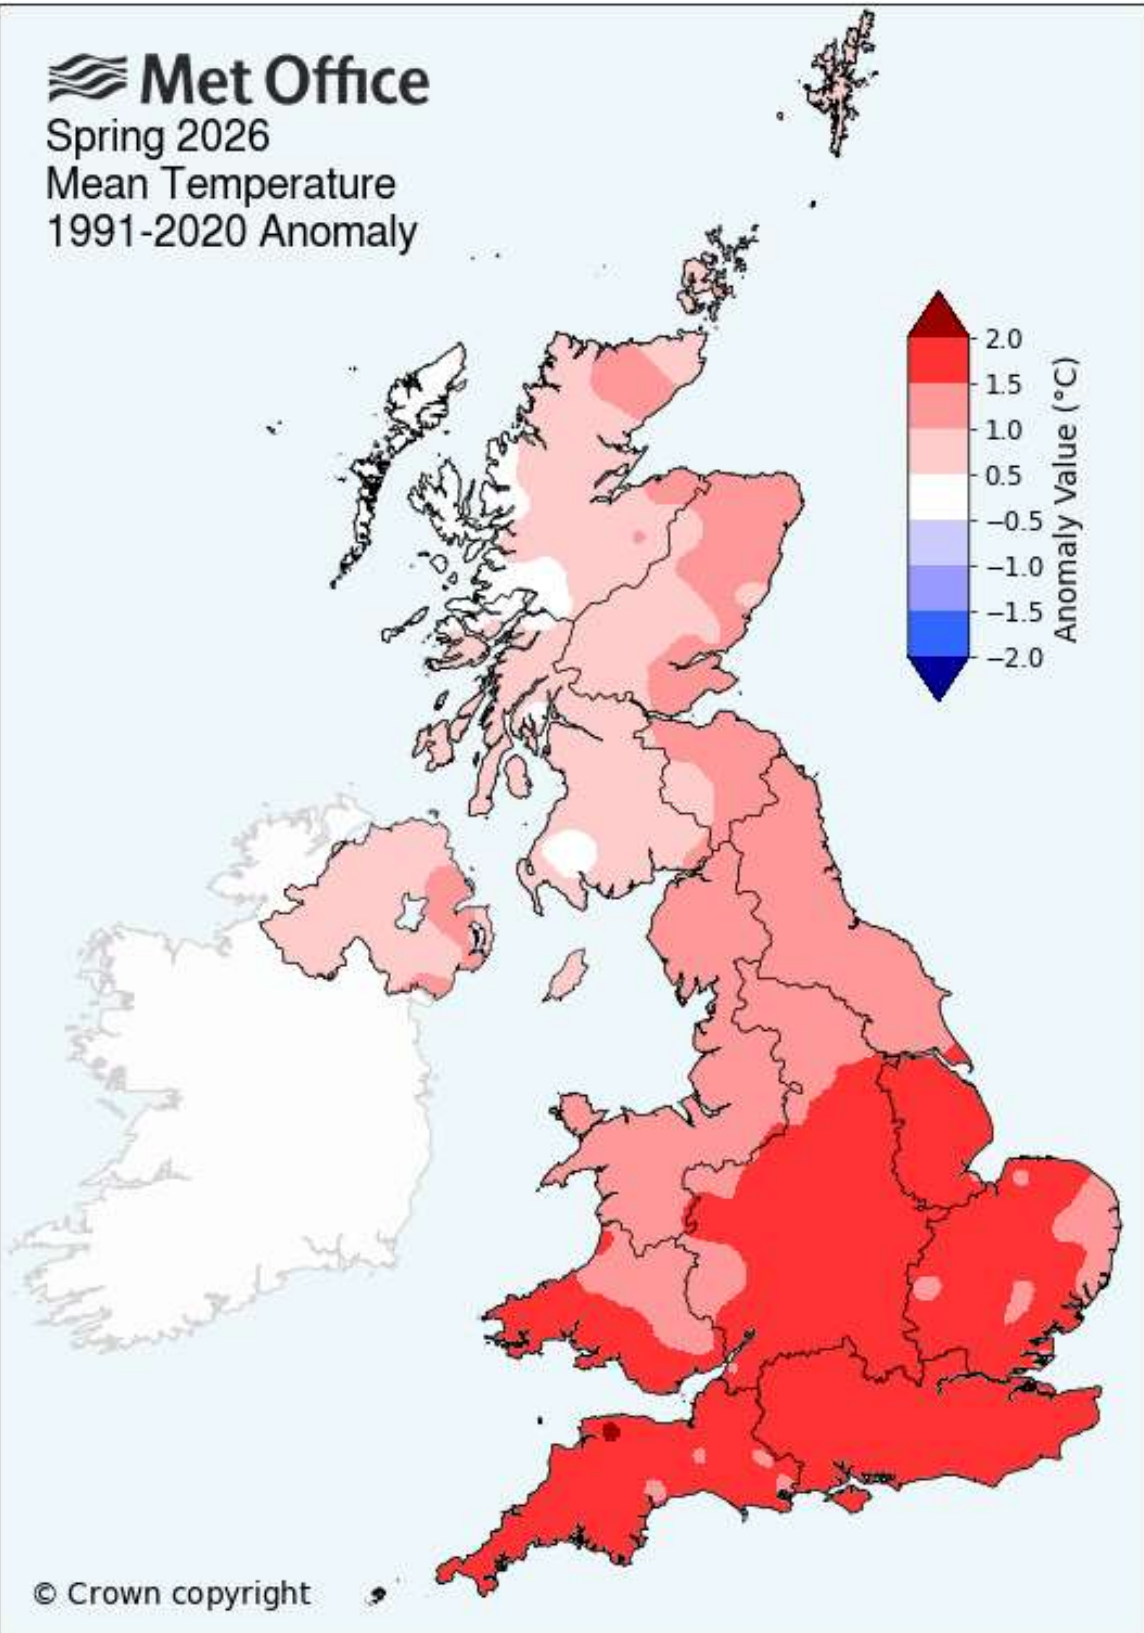 Met Office
Spring 2026
Mean Temperature
1991-2020 Anomaly
2.0
1.5
1.0
0.5
−0.5
−1.0
−1.5
−2.0
Anomaly Value (°C)
© Crown copyright